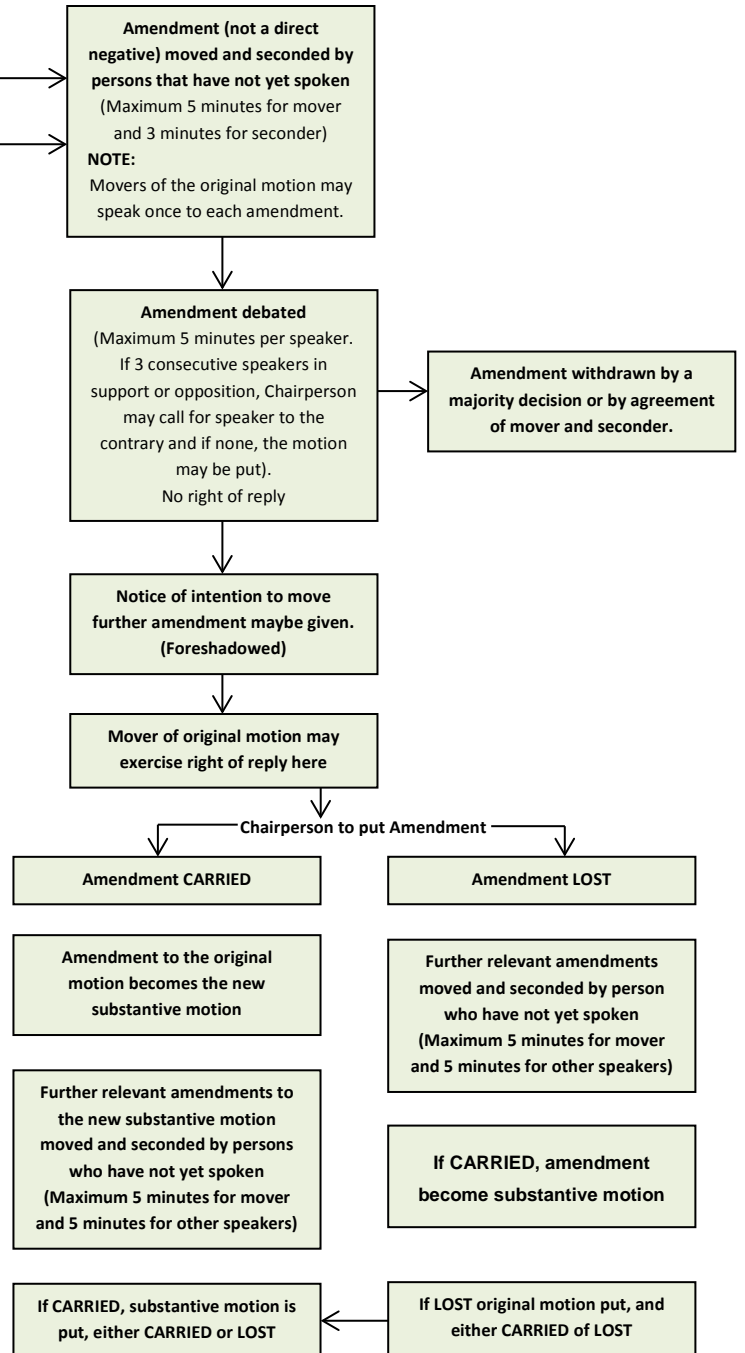 Amendment (not a direct
negative) moved and seconded by
persons that have not yet spoken
(Maximum 5 minutes for mover
and 3 minutes for seconder)
NOTE:
Movers of the original motion may
speak once to each amendment.
Amendment debated
(Maximum 5 minutes per speaker.
If 3 consecutive speakers in
support or opposition, Chairperson
may call for speaker to the
contrary and if none, the motion
may be put).
No right of reply
Amendment withdrawn by a
majority decision or by agreement
of mover and seconder.
Notice of intention to move
further amendment maybe given.
(Foreshadowed)
Mover of original motion may
exercise right of reply here
Chairperson to put Amendment
Amendment CARRIED
Amendment to the original
motion becomes the new
substantive motion
Further relevant amendments to
the new substantive motion
moved and seconded by persons
who have not yet spoken
(Maximum 5 minutes for mover
and 5 minutes for other speakers)
If CARRIED, substantive motion is
put, either CARRIED or LOST
Amendment LOST
Further relevant amendments
moved and seconded by person
who have not yet spoken
(Maximum 5 minutes for mover
and 5 minutes for other speakers)
If CARRIED, amendment
become substantive motion
If LOST original motion put, and
either CARRIED of LOST